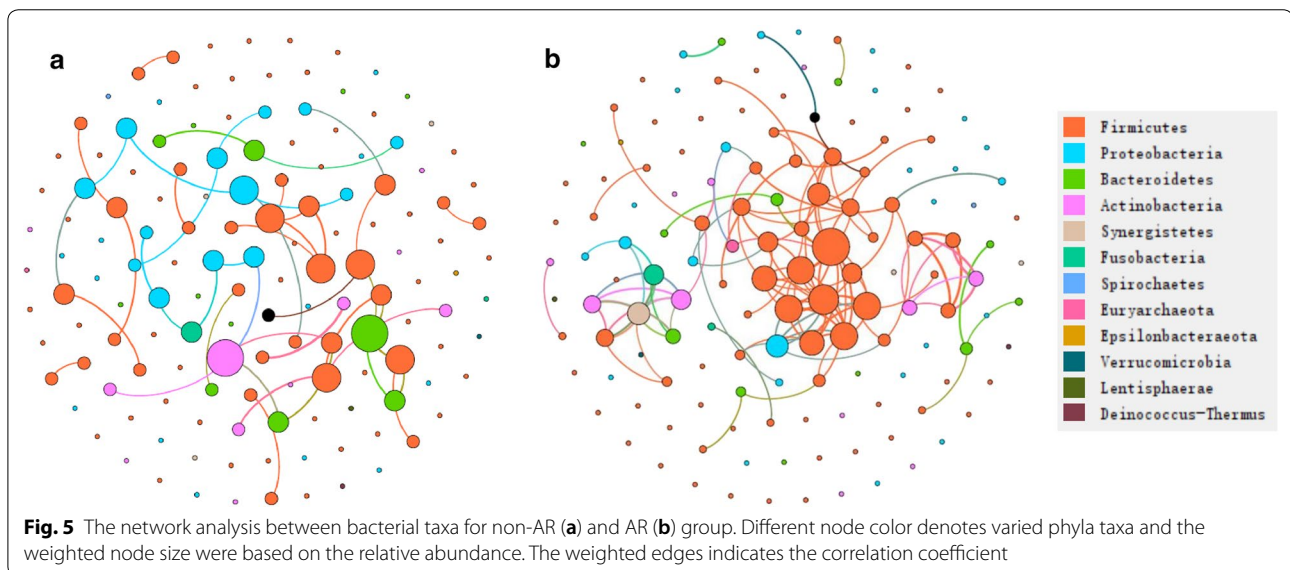 a
b
Firmicutes
Proteobacteria
Bacteroidetes
Actinobacteria
Synergistetes
Fusobacteria
Spirochaetes
Euryarchaeota
Epsilonbacteraeota
Verrucomicrobia
Lentisphaerae
Deinococcus-Thermus
Fig. 5 The network analysis between bacterial taxa for non-AR (a) and AR (b) group. Different node color denotes varied phyla taxa and the
weighted node size were based on the relative abundance. The weighted edges indicates the correlation coefficient